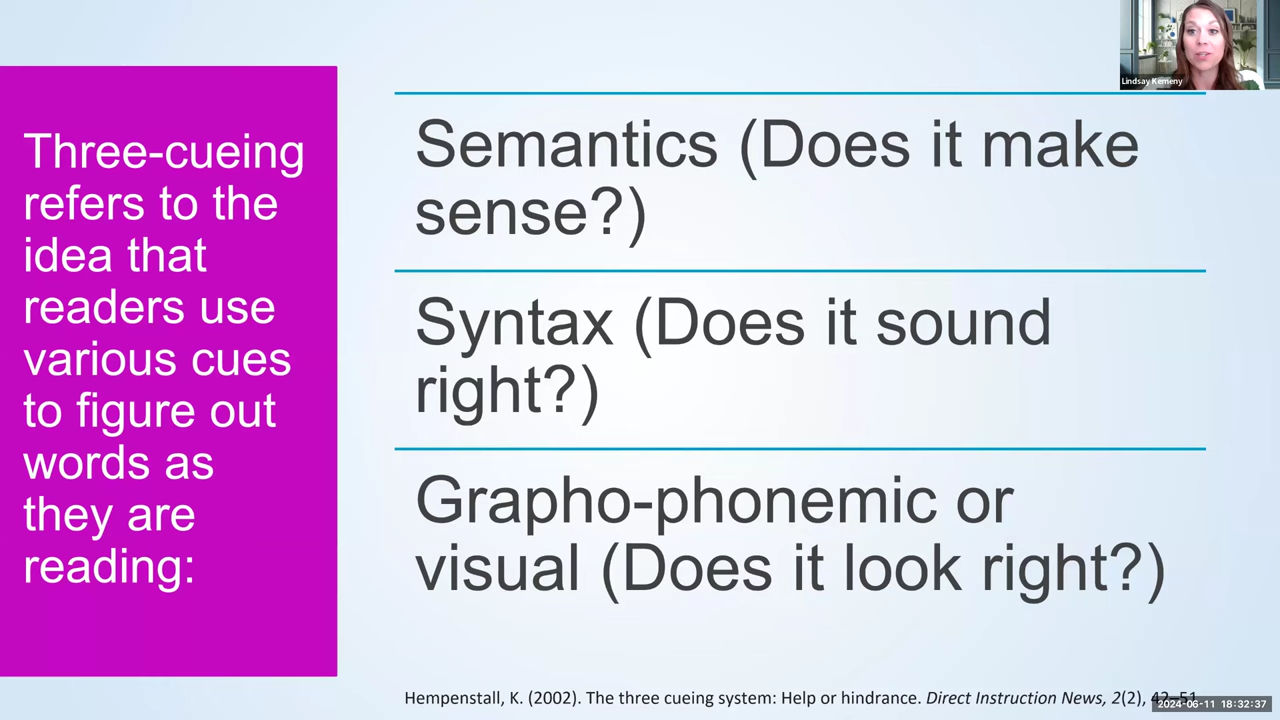 Lindsay Kemeny
Three-cueing
refers to the
idea that
readers use
various cues
to figure out
words as
they are
reading:
Semantics (Does it make
sense?)
Syntax (Does it sound
right?)
Grapho-phonemic or
visual (Does it look right?)
Hempenstall, K. (2002). The three cueing system: Help or hindrance. Direct Instruction News, 2(2), 42–51.
2024-06-11 18:32:37